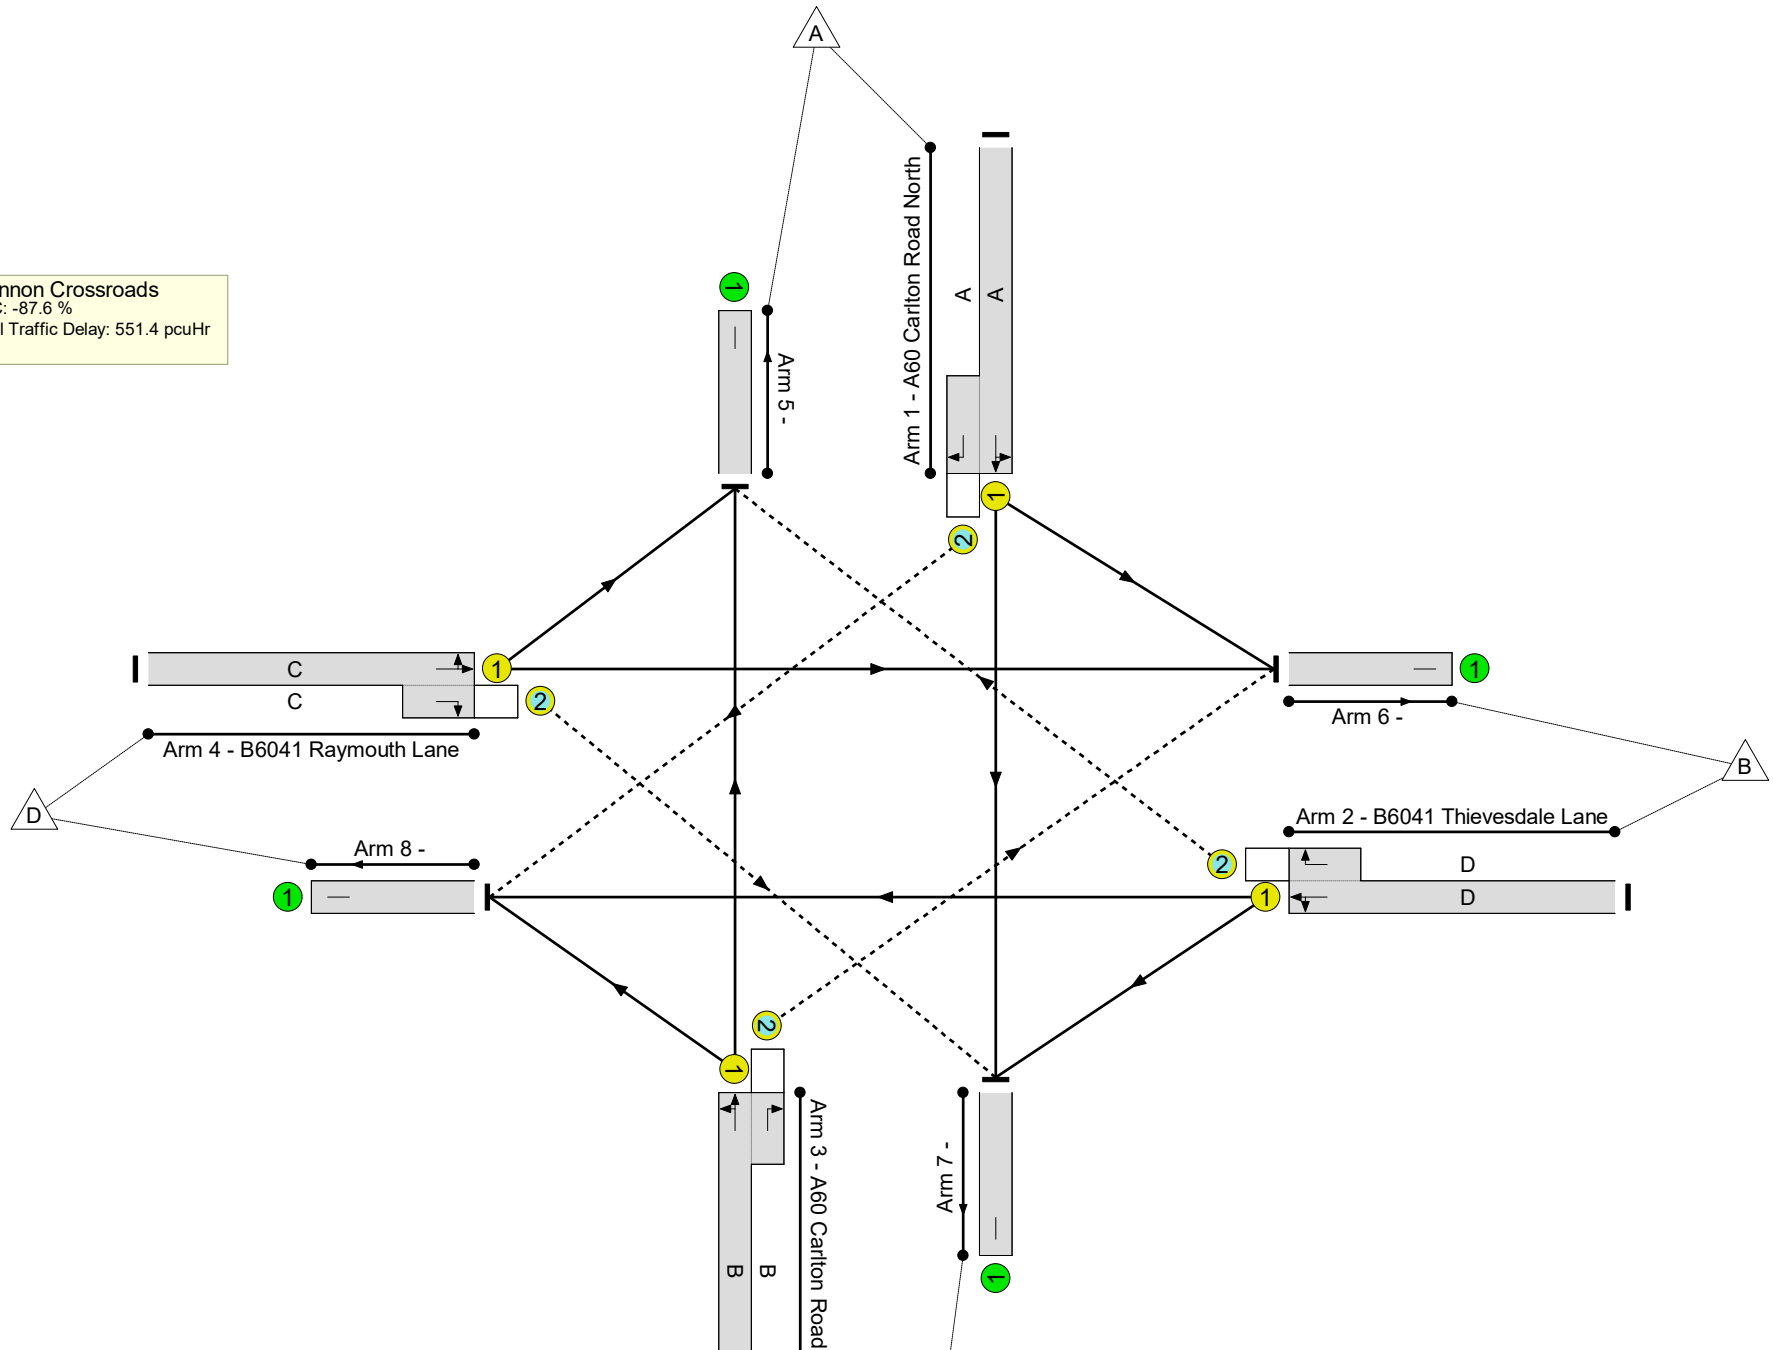 A
Arm 1 - A60 Carlton Road North
A
A
nnon Crossroads
C: -87.6 %
l Traffic Delay: 551.4 pcuHr
1
Arm 5 -
1
2
C
1
C
2
Arm 4 - B6041 Raymouth Lane
1
Arm 6 -
B
D
Arm 2 - B6041 Thievesdale Lane
Arm 8 -
2
D
1
1
D
2
1
Arm 3 - A60 Carlton Road
Arm 7 -
B
B
1